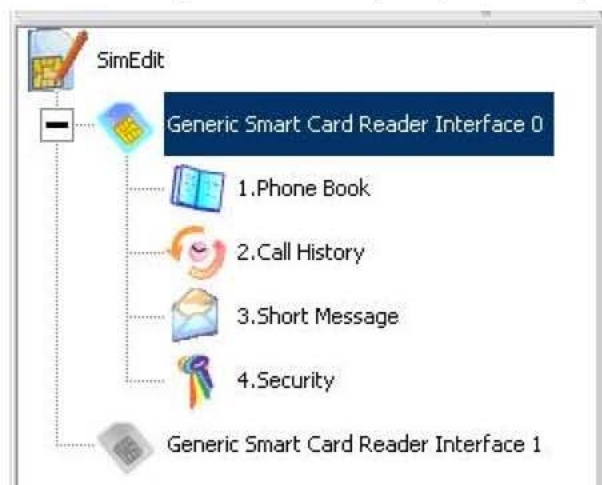 SimEdit
Generic Smart Card Reader Interface 0
1.Phone Book
2.Call History
3.Short Message
4.Security
Generic Smart Card Reader Interface 1